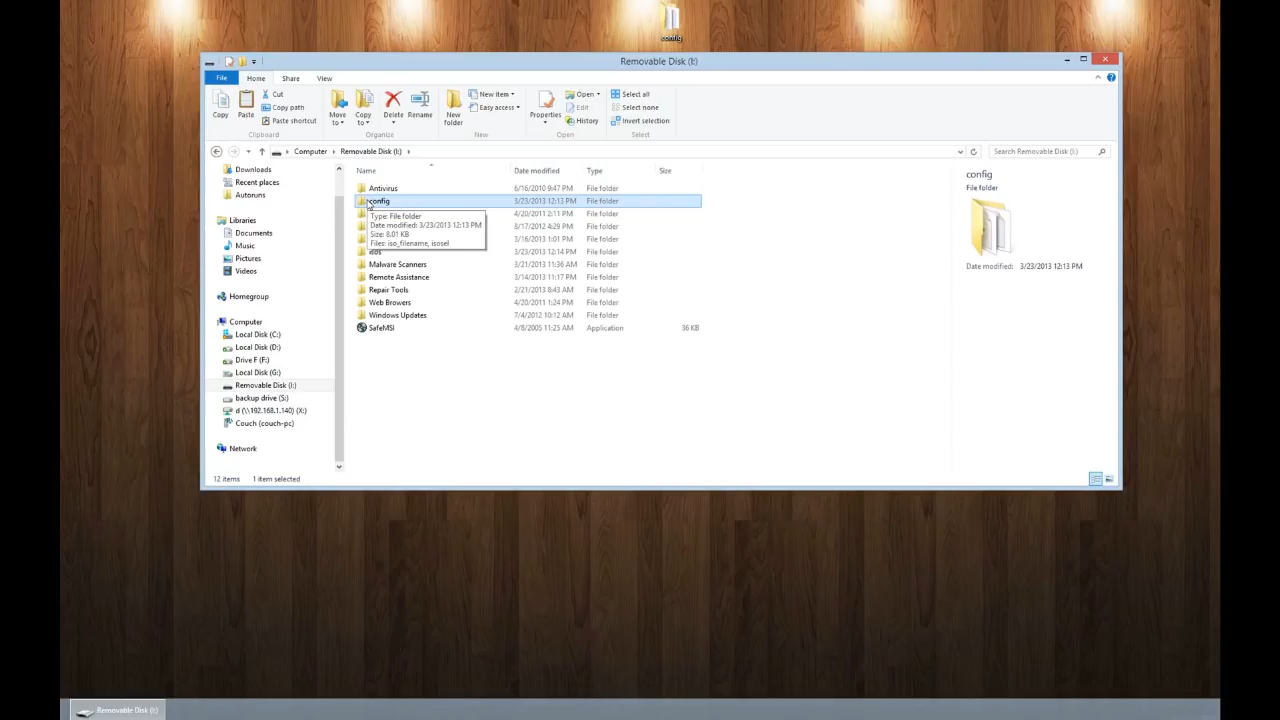 config
Removable Disk (I:)
File Home Share View
Copy
Paste
Cut
Copy path
Paste shortcut
Clipboard
Move to
Copy to
Delete
Rename
Organize
New folder
New item
Easy access
New
Properties
Open
Edit
History
Open
Select all
Select none
Invert selection
Select
Computer Removable Disk (I:)
Search Removable Disk (I:)
Downloads
Recent places
Autoruns
Libraries
Documents
Music
Pictures
Videos
Homegroup
Computer
Local Disk (C:)
Local Disk (D:)
Drive F (F:)
Local Disk (G:)
Removable Disk (I:)
backup drive (S:)
d (\\192.168.1.140) (X:)
Couch (couch-pc)
Network
Name Date modified Type Size
Antivirus 6/16/2010 9:47 PM File folder
config 3/23/2013 12:13 PM File folder
4/20/2011 2:11 PM File folder
8/17/2012 4:29 PM File folder
3/16/2013 1:01 PM File folder
3/23/2013 12:14 PM File folder
Malware Scanners 3/21/2013 11:36 AM File folder
Remote Assistance 3/14/2013 11:17 PM File folder
Repair Tools 2/21/2013 8:43 AM File folder
Web Browers 4/20/2011 1:24 PM File folder
Windows Updates 7/4/2012 10:12 AM File folder
SafeMSI 4/8/2005 11:25 AM Application 36 KB
Type: File folder
Date modified: 3/23/2013 12:13 PM
Size: 8.01 KB
Files: iso_filename, isosel
config
File folder
Date modified: 3/23/2013 12:13 PM
12 items 1 item selected
Removable Disk (I:)